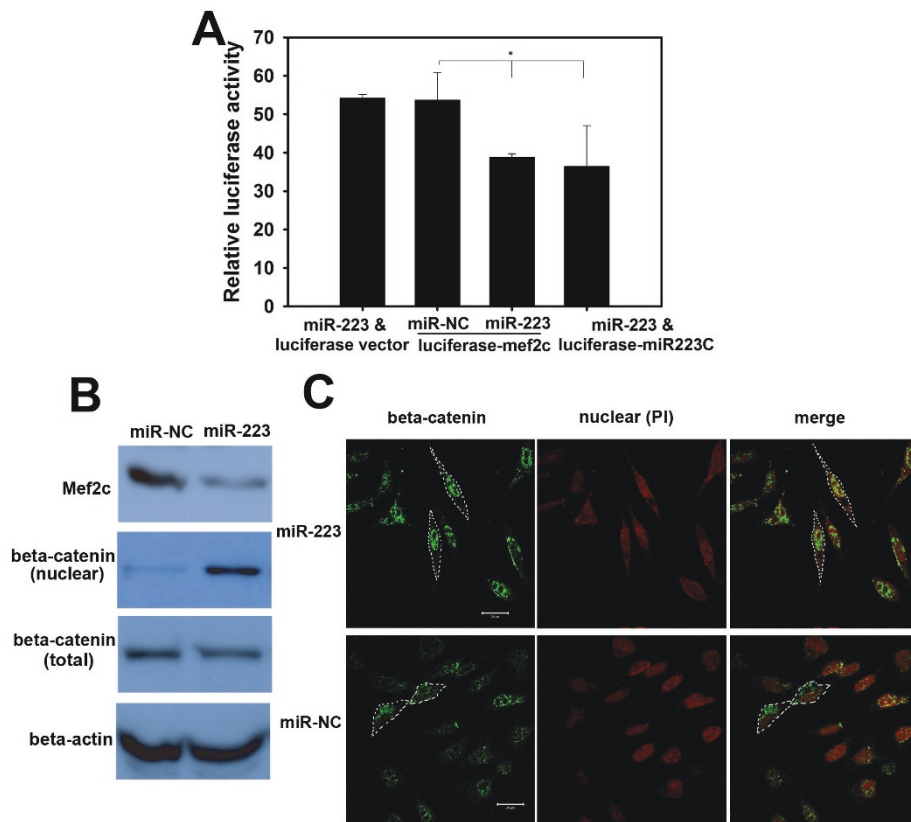 A
Relative luciferase activity
70
60
50
40
30
20
10
0
*
miR-223 &
luciferase vector
miR-NC miR-223
luciferase-mef2c
miR-223 &
luciferase-miR223C
B
miR-NC miR-223
Mef2c
beta-catenin
(nuclear)
beta-catenin
(total)
beta-actin
C
beta-catenin nuclear (PI) merge
miR-223
miR-NC